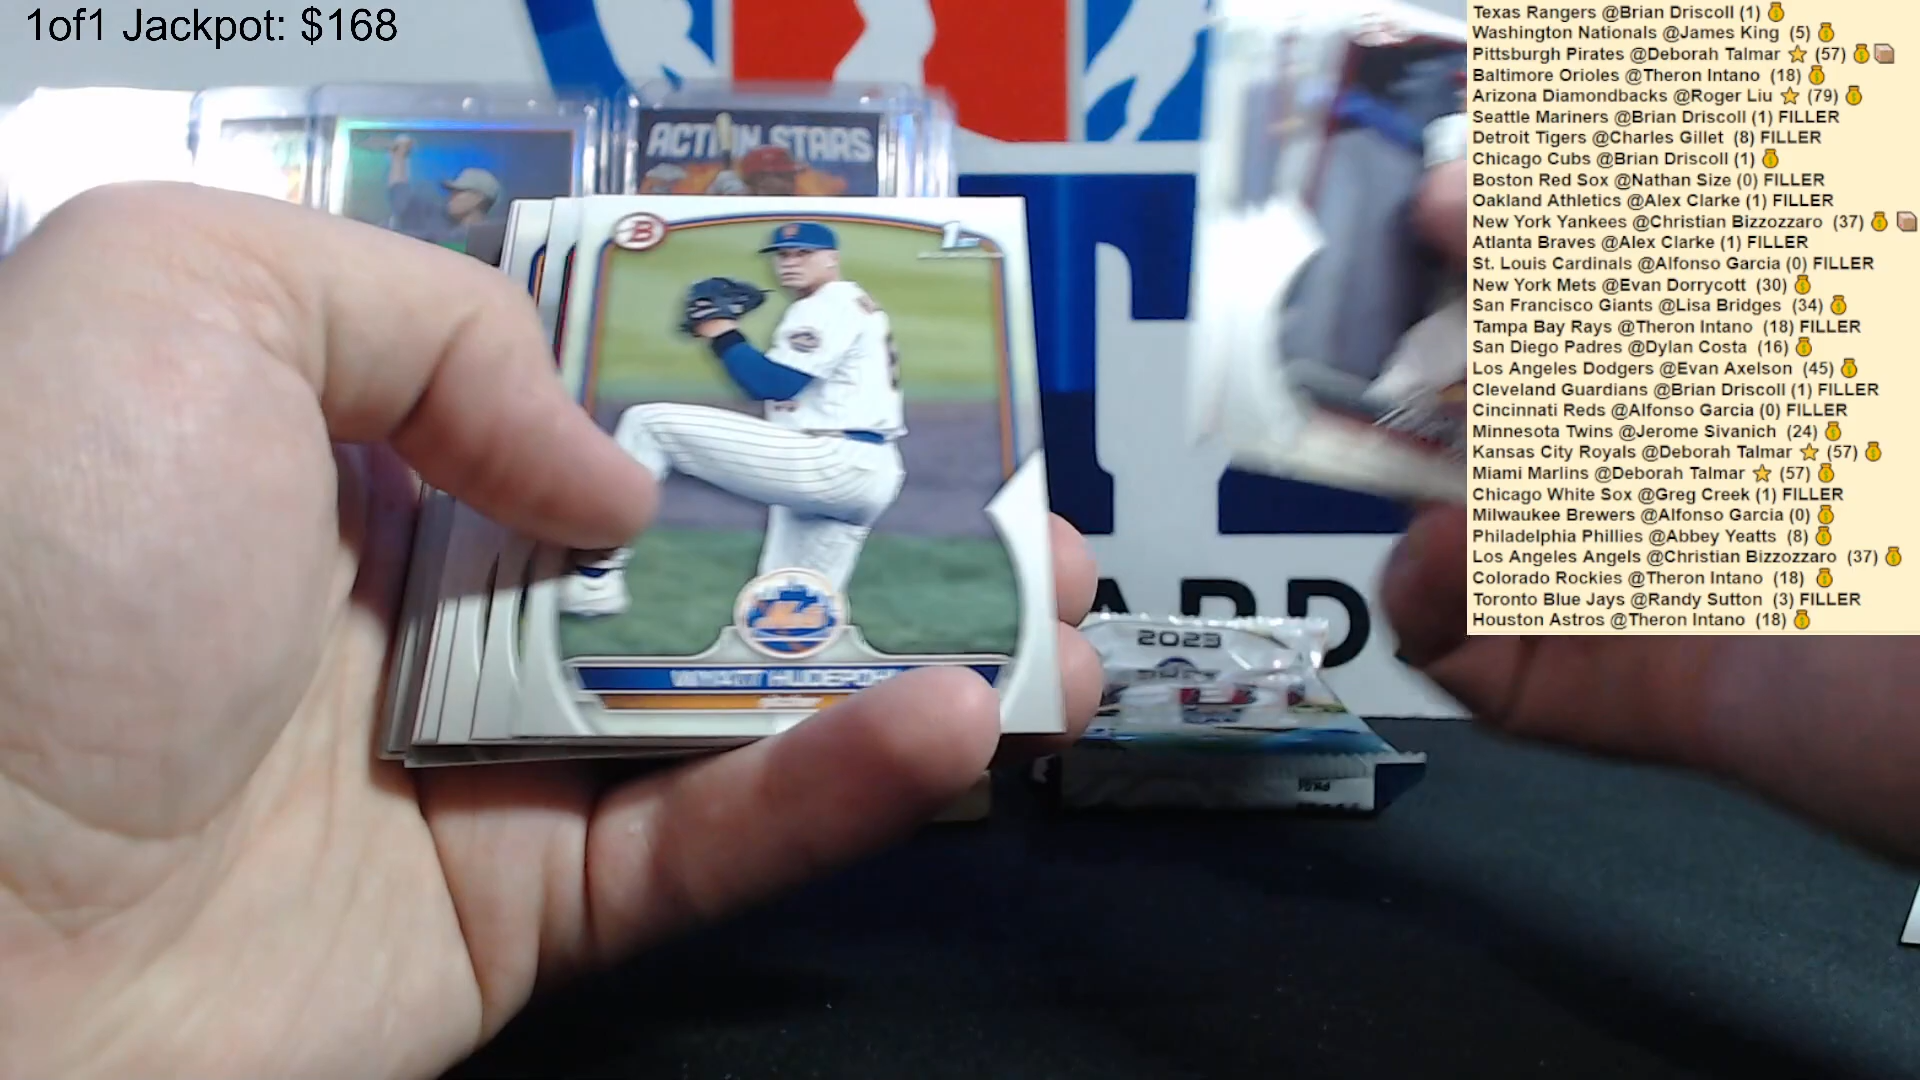 1of1 Jackpot: $168
Texas Rangers @Brian Driscoll (1)
Washington Nationals @James King (5)
Pittsburgh Pirates @Deborah Talmar (57)
Baltimore Orioles @Theron Intano (18)
Arizona Diamondbacks @Roger Liu (79)
Seattle Mariners @Brian Driscoll (1) FILLER
Detroit Tigers @Charles Gillet (8) FILLER
Chicago Cubs @Brian Driscoll (1)
Boston Red Sox @Nathan Size (0) FILLER
Oakland Athletics @Alex Clarke (1) FILLER
New York Yankees @Christian Bizzozzaro (37)
Atlanta Braves @Alex Clarke (1) FILLER
St. Louis Cardinals @Alfonso Garcia (0) FILLER
New York Mets @Evan Dorrycott (30)
San Francisco Giants @Lisa Bridges (34)
Tampa Bay Rays @Theron Intano (18) FILLER
San Diego Padres @Dylan Costa (16)
Los Angeles Dodgers @Evan Axelson (45)
Cleveland Guardians @Brian Driscoll (1) FILLER
Cincinnati Reds @Alfonso Garcia (0) FILLER
Minnesota Twins @Jerome Sivanich (24)
Kansas City Royals @Deborah Talmar (57)
Miami Marlins @Deborah Talmar (57)
Chicago White Sox @Greg Creek (1) FILLER
Milwaukee Brewers @Alfonso Garcia (0)
Philadelphia Phillies @Abbey Yeatts (8)
Los Angeles Angels @Christian Bizzozzaro (37)
Colorado Rockies @Theron Intano (18)
Toronto Blue Jays @Randy Sutton (3) FILLER
Houston Astros @Theron Intano (18)
ACTION STARS
B
1st
Mets
ARD
2023